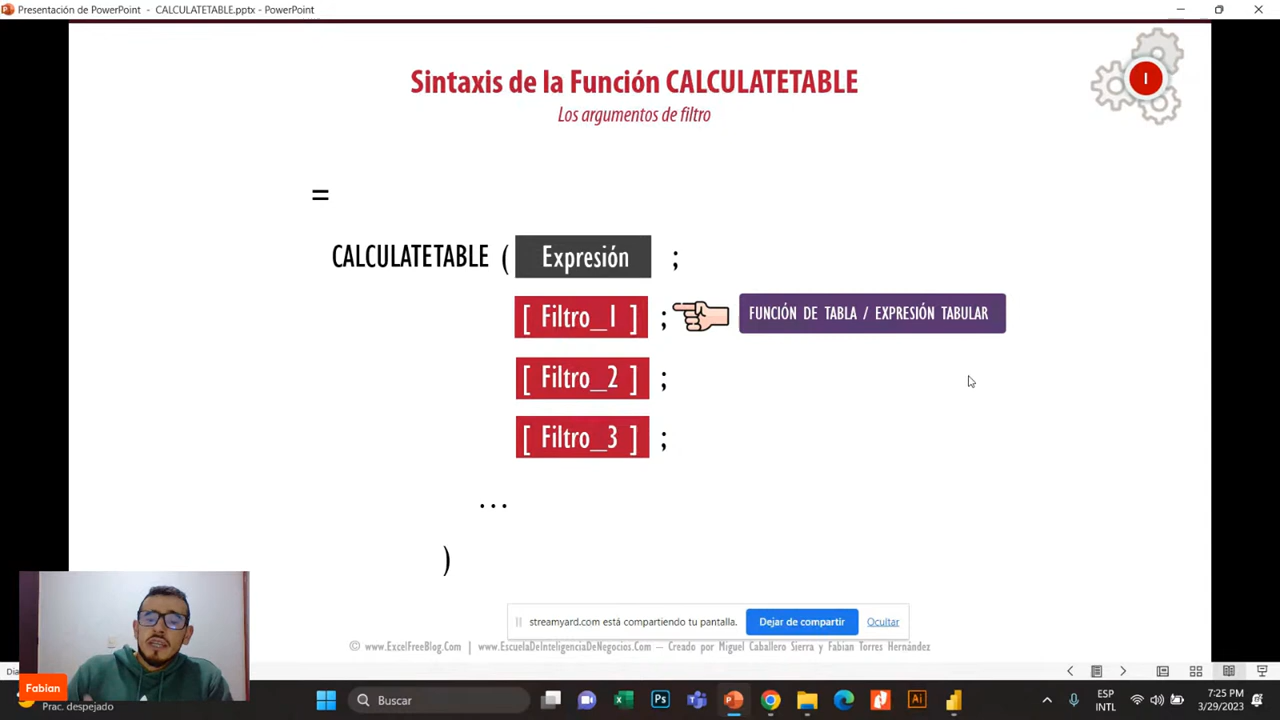 Presentación de PowerPoint - CALCULATETABLE.pptx - PowerPoint
Sintaxis de la Función CALCULATETABLE
I
Los argumentos de filtro
=
CALCULATETABLE ( Expresión ;
[ Filtro_1 ] ; FUNCIÓN DE TABLA / EXPRESIÓN TABULAR
[ Filtro_2 ] ;
[ Filtro_3 ] ;
...
)
streamyard.com está compartiendo tu pantalla. Dejar de compartir Ocultar
© www.ExcelFreeBlog.Com | www.EscuelaDeInteligenciaDeNegocios.Com – Creado por Miguel Caballero Sierra y Fabian Torres Hernández
Dia
Fabian
Prac. despejado
Buscar
ESP
INTL
7:25 PM
3/29/2023